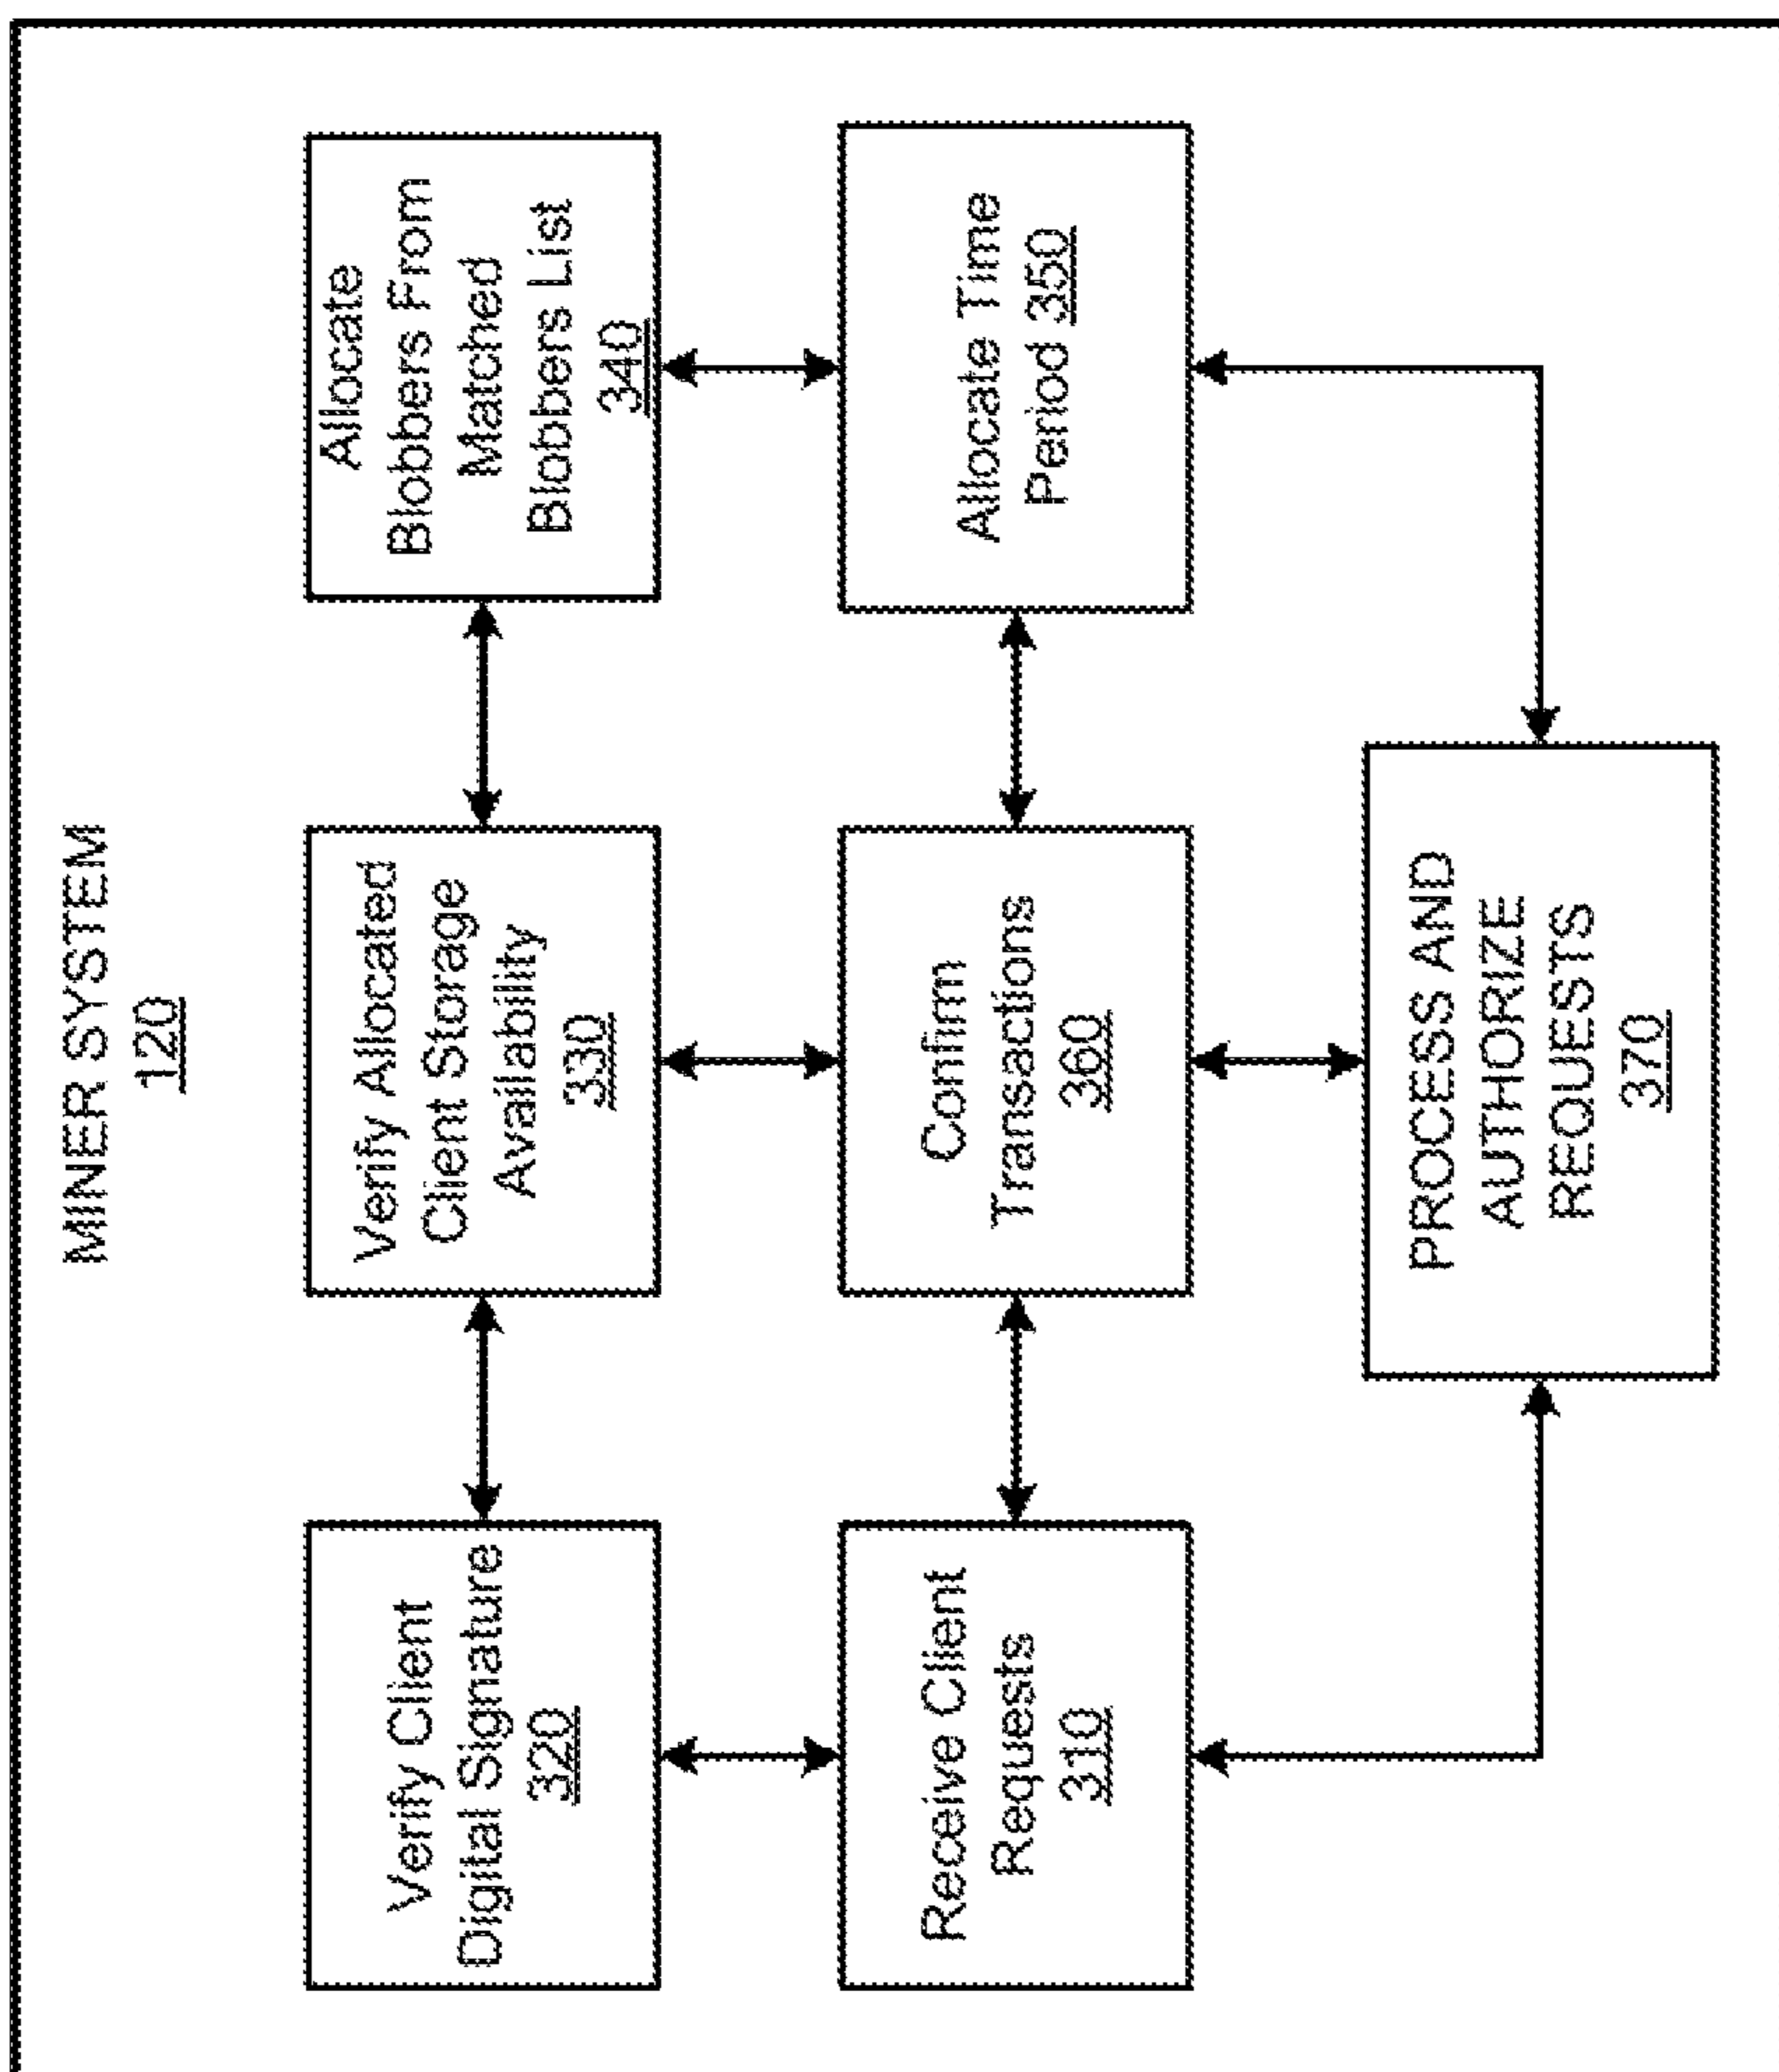 MINER SYSTEM
120
Verify Client
Digital Signature
320
Verify Allocated
Client Storage
Availability
330
Allocate
Blobbers From
Matched
Blobbers List
340
Receive Client
Requests
310
Confirm
Transactions
360
Allocate Time
Period 350
PROCESS AND
AUTHORIZE
REQUESTS
370